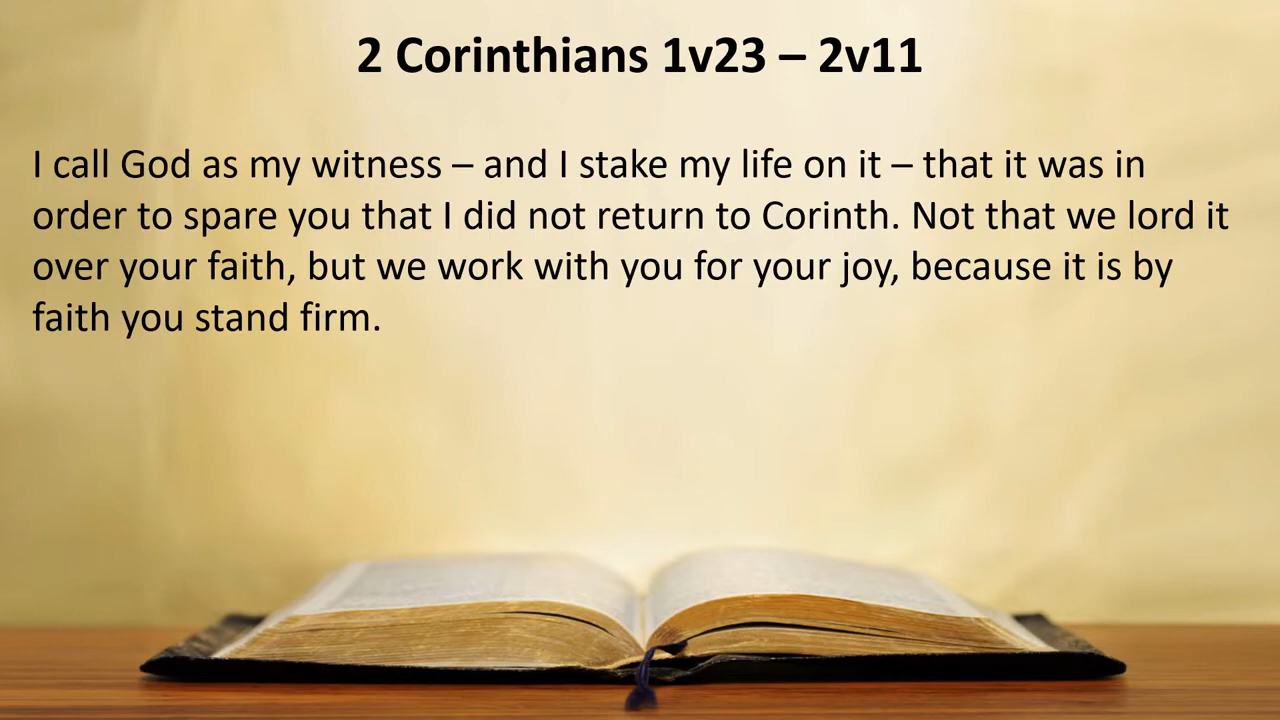 2 Corinthians 1v23 – 2v11
I call God as my witness – and I stake my life on it – that it was in
order to spare you that I did not return to Corinth. Not that we lord it
over your faith, but we work with you for your joy, because it is by
faith you stand firm.